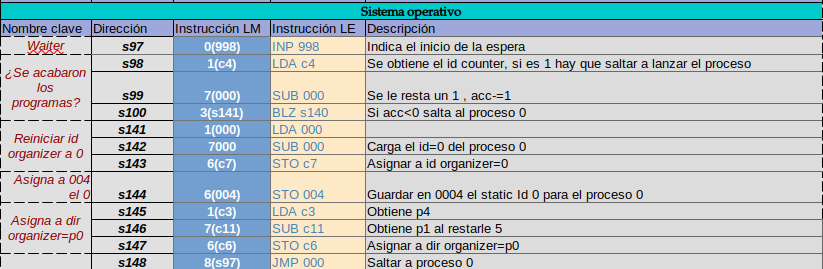 Sistema operativo
Nombre clave Dirección Instrucción LM Instrucción LE Descripción
Waiter s97 0(998) INP 998 Indica el inicio de la espera
¿Se acabaron los programas? s98 1(c4) LDA c4 Se obtiene el id counter, si es 1 hay que saltar a lanzar el proceso
s99 7(000) SUB 000 Se le resta un 1 , acc-=1
s100 3(s141) BLZ s140 Si acc<0 salta al proceso 0
Reiniciar id organizer a 0 s141 1(000) LDA 000
s142 7000 SUB 000 Carga el id=0 del proceso 0
s143 6(c7) STO c7 Asignar a id organizer=0
Asigna a 004 el 0 s144 6(004) STO 004 Guardar en 0004 el static Id 0 para el proceso 0
Asigna a dir organizer=p0 s145 1(c3) LDA c3 Obtiene p4
s146 7(c11) SUB c11 Obtiene p1 al restarle 5
s147 6(c6) STO c6 Asignar a dir organizer=p0
s148 8(s97) JMP 000 Saltar a proceso 0